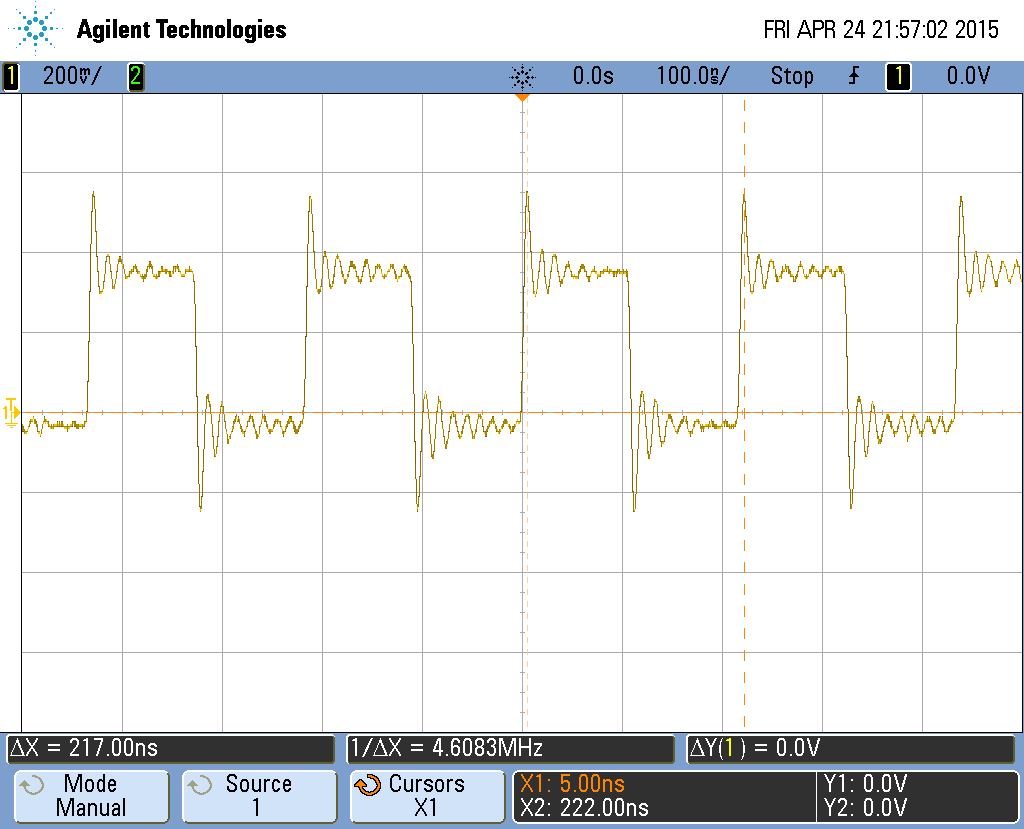 Agilent Technologies
FRI APR 24 21:57:02 2015
1 200mV/ 2 0.0s 100.0ns/ Stop 1 0.0V
T
1
ΔX = 217.00ns 1/ΔX = 4.6083MHz ΔY(1) = 0.0V
Mode Source Cursors X1: 5.00ns Y1: 0.0V
Manual 1 X1 X2: 222.00ns Y2: 0.0V